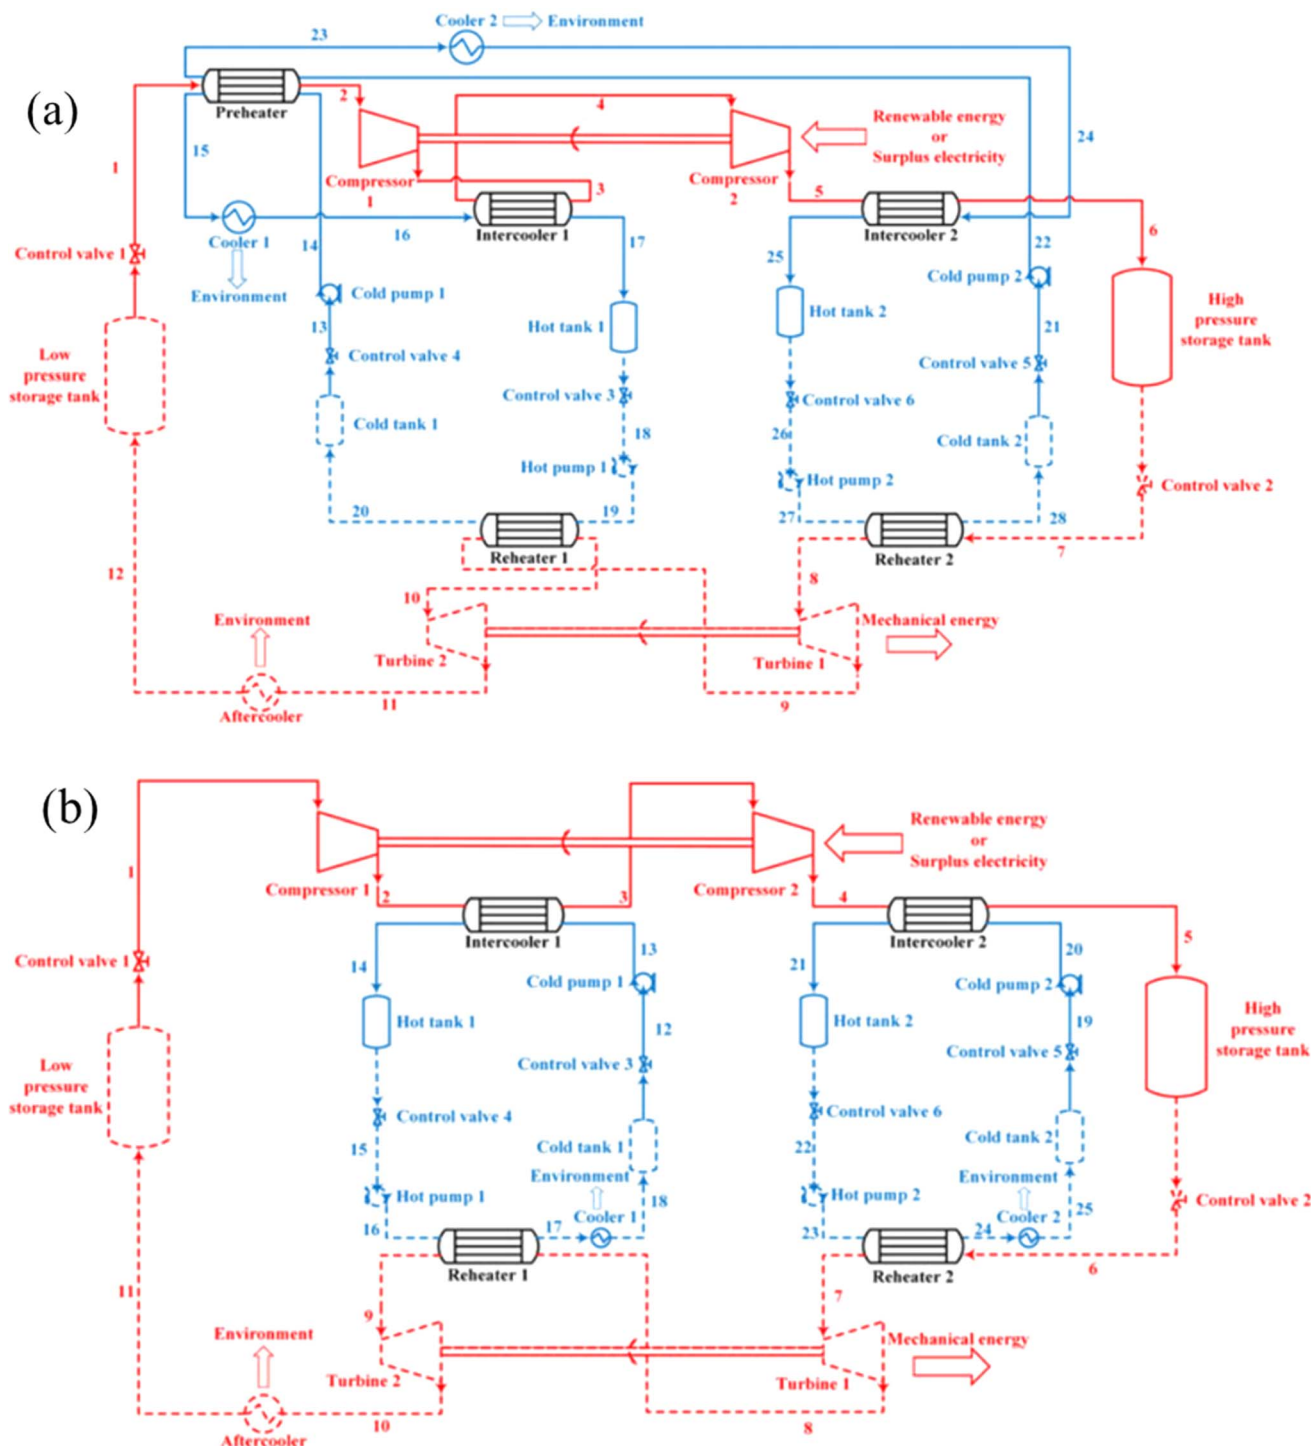 (a)
23
Cooler 2
Environment
Preheater
2
4
Renewable energy
or
Surplus electricity
15
1
24
Compressor
1
3
Compressor
2
5
Control valve 1
Cooler 1
14
16
Intercooler 1
17
Intercooler 2
22
6
Environment
25
Cold pump 1
Cold pump 2
High
pressure
storage tank
13
Hot tank 1
Hot tank 2
21
Low
pressure
storage tank
Control valve 4
Control valve 5
Control valve 3
Control valve 6
Cold tank 1
18
26
Cold tank 2
Hot pump 1
Hot pump 2
Control valve 2
20
19
27
28
Reheater 1
Reheater 2
7
12
8
10
Environment
Mechanical energy
Turbine 2
Turbine 1
11
9
Aftercooler
(b)
Renewable energy
or
Surplus electricity
1
Compressor 1
2
3
Compressor 2
4
Intercooler 1
Intercooler 2
5
Control valve 1
14
13
21
20
Cold pump 1
Cold pump 2
Hot tank 1
12
Hot tank 2
19
High
pressure
storage tank
Low
pressure
storage tank
Control valve 3
Control valve 5
Control valve 4
Control valve 6
15
Cold tank 1
22
Cold tank 2
Environment
Environment
Hot pump 1
18
Hot pump 2
25
Control valve 2
16
17
Cooler 1
23
24
Cooler 2
Reheater 1
Reheater 2
6
11
9
7
Environment
Mechanical energy
Turbine 2
Turbine 1
10
8
Aftercooler